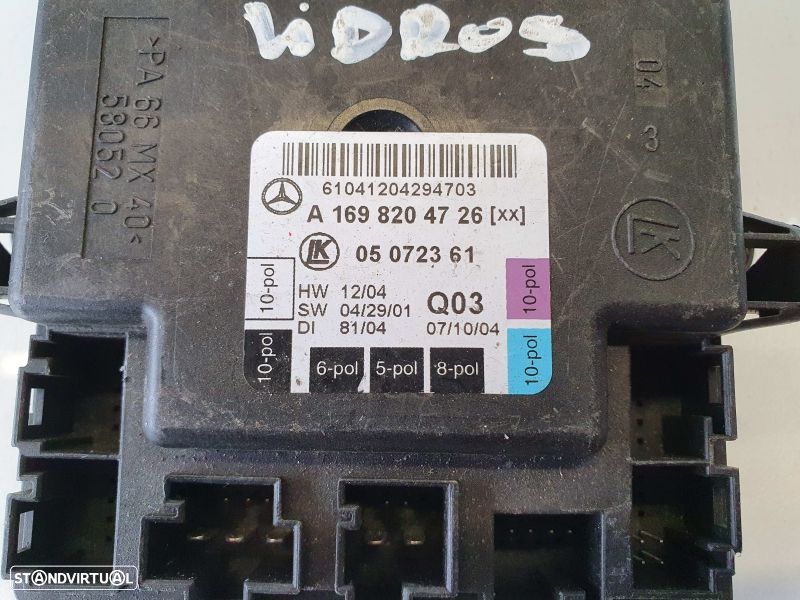 VIDROS
>PA 66 MX 40<
58052 0
04
3
LK
61041204294703
A 169 820 47 26 [xx]
LK
05 0723 61
10-pol
HW 12/04
Q03
10-pol
SW 04/29/01
DI 81/04
07/10/04
10-pol
6-pol
5-pol
8-pol
10-pol
STANDVIRTUAL